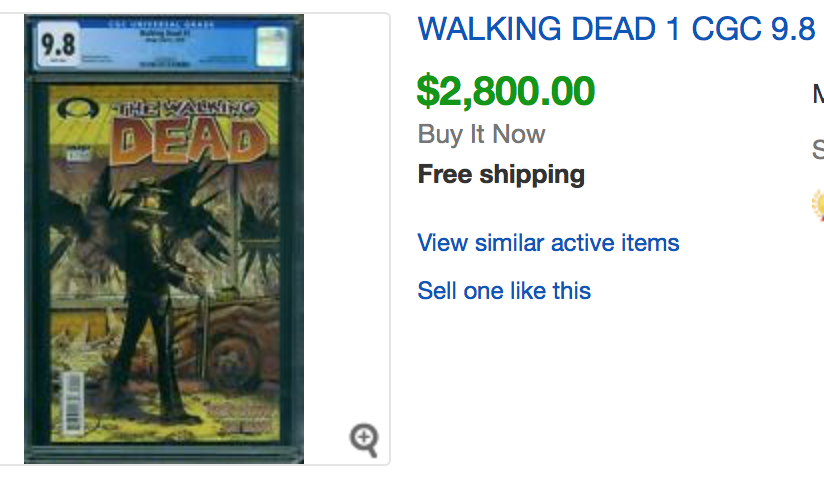 CGC UNIVERSAL GRADE
9.8
Walking Dead #1
THE WALKING
DEAD
WALKING DEAD 1 CGC 9.8
$2,800.00
Buy It Now
Free shipping
View similar active items
Sell one like this